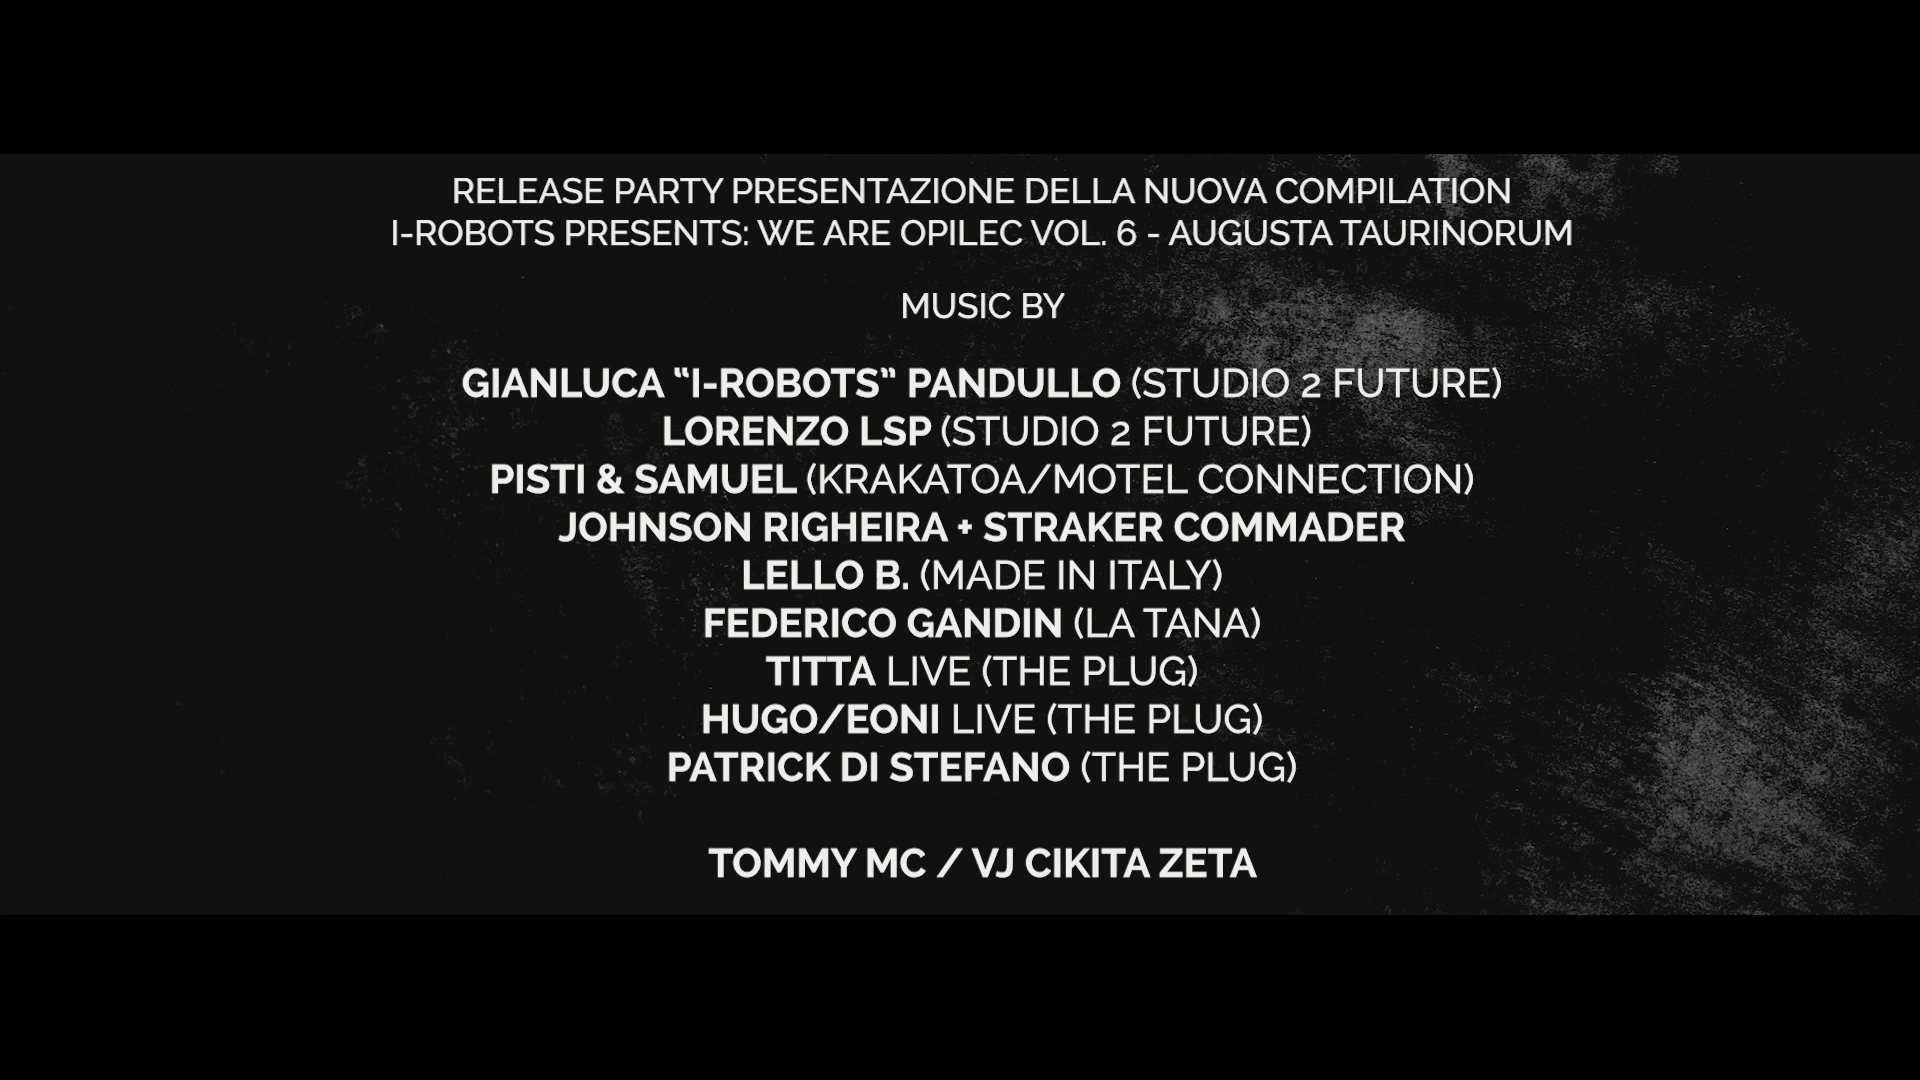 RELEASE PARTY PRESENTAZIONE DELLA NUOVA COMPILATION
I-ROBOTS PRESENTS: WE ARE OPILEC VOL. 6 - AUGUSTA TAURINORUM
MUSIC BY
GIANLUCA “I-ROBOTS” PANDULLO (STUDIO 2 FUTURE)
LORENZO LSP (STUDIO 2 FUTURE)
PISTI & SAMUEL (KRAKATOA/MOTEL CONNECTION)
JOHNSON RIGHEIRA + STRAKER COMMADER
LELLO B. (MADE IN ITALY)
FEDERICO GANDIN (LA TANA)
TITTA LIVE (THE PLUG)
HUGO/EONI LIVE (THE PLUG)
PATRICK DI STEFANO (THE PLUG)
TOMMY MC / VJ CIKITA ZETA